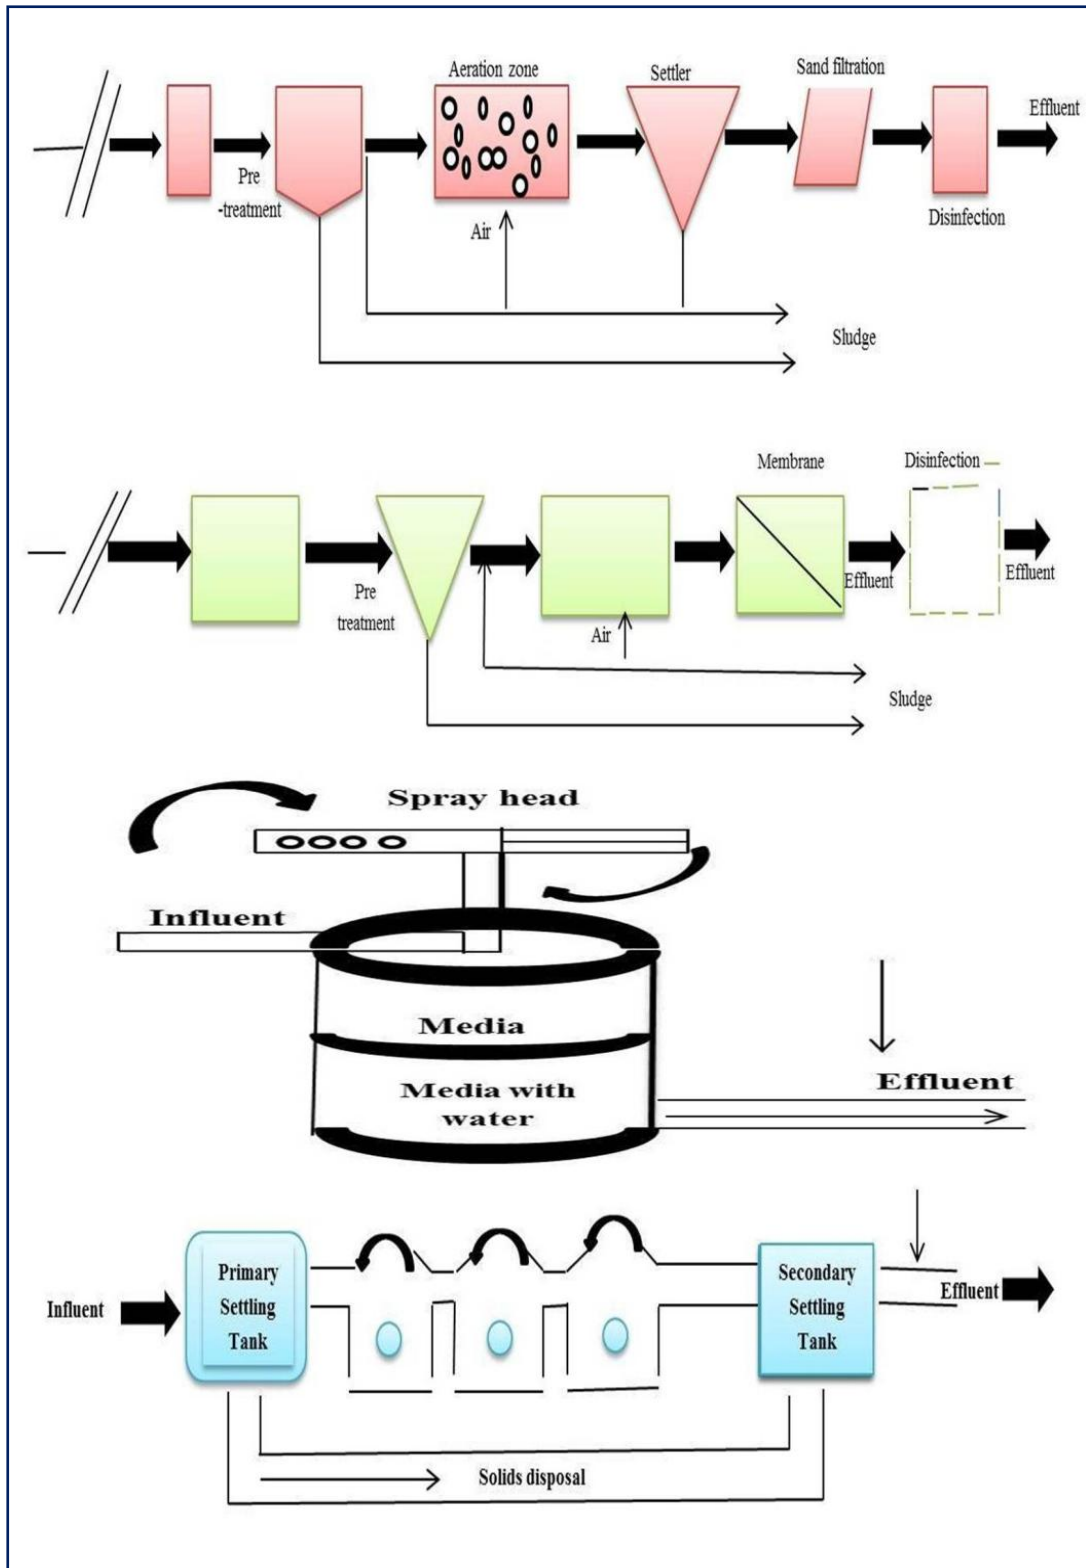 Aeration zone
Settler
Sand filtration
Effluent
Pre
-treatment
Air
Disinfection
Sludge
Membrane
Disinfection
Pre
treatment
Air
Effluent
Effluent
Sludge
Spray head
Influent
Media
Media with
water
Effluent
Influent
Primary
Settling
Tank
Secondary
Settling
Tank
Effluent
Solids disposal